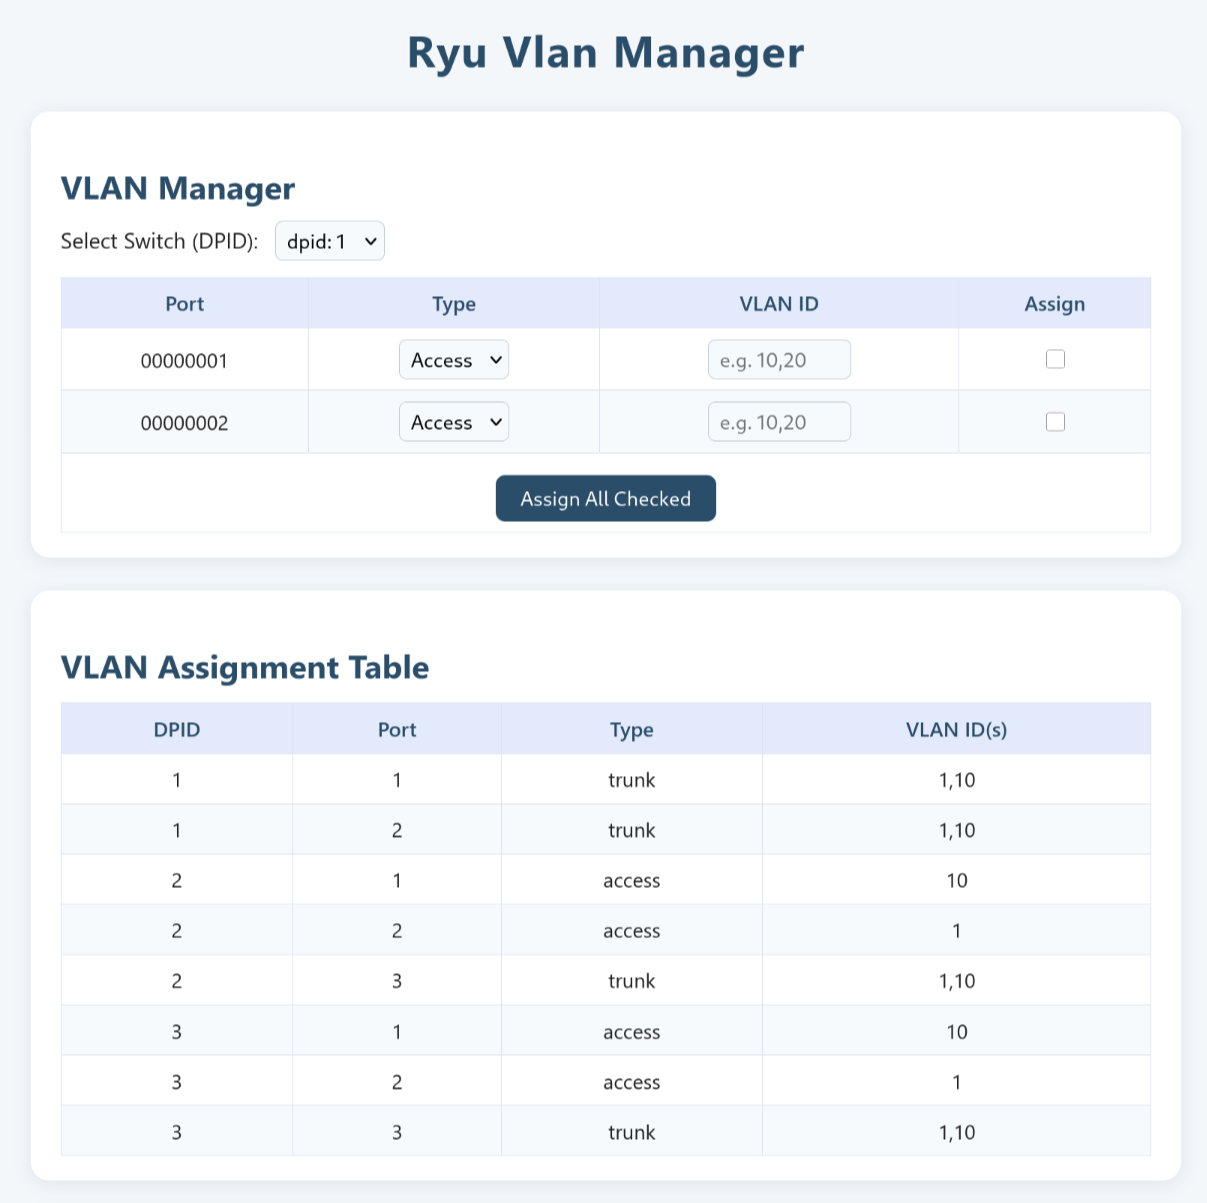 Ryu Vlan Manager
VLAN Manager
Select Switch (DPID): dpid: 1
Port Type VLAN ID Assign
00000001 Access e.g. 10,20
00000002 Access e.g. 10,20
Assign All Checked
VLAN Assignment Table
DPID Port Type VLAN ID(s)
1 1 trunk 1,10
1 2 trunk 1,10
2 1 access 10
2 2 access 1
2 3 trunk 1,10
3 1 access 10
3 2 access 1
3 3 trunk 1,10